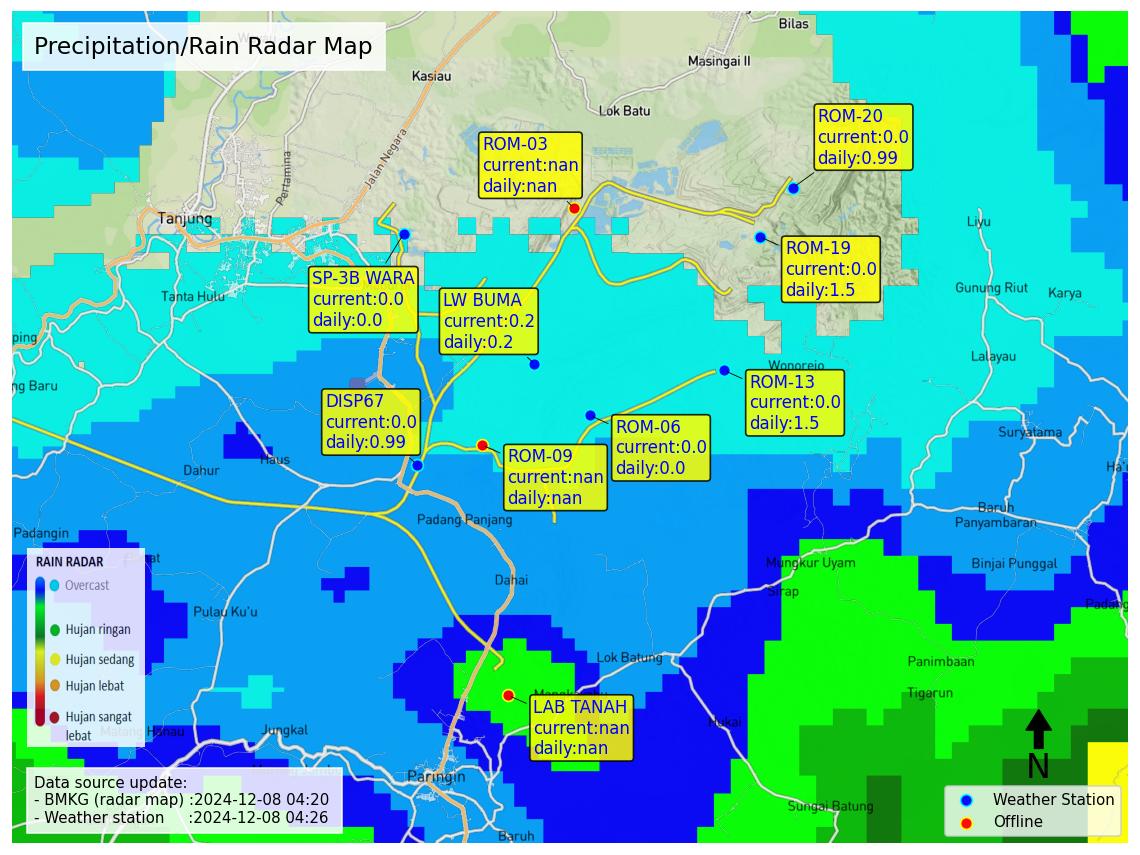 Precipitation/Rain Radar Map
Bilas
Masingai II
Kasiau
Lok Batu
Jalan Negara
Pertamina
Tanjung
Tanta Hulu
ROM-20
current:0.0
daily:0.99
ROM-03
current:nan
daily:nan
ROM-19
current:0.0
daily:1.5
SP-3B WARA
current:0.0
daily:0.0
LW BUMA
current:0.2
daily:0.2
Liyu
Gunung Riut
Karya
Lalayau
Wonorejo
ping
ng Baru
ROM-13
current:0.0
daily:1.5
DISP67
current:0.0
daily:0.99
ROM-06
current:0.0
daily:0.0
ROM-09
current:nan
daily:nan
Suryatama
Ha'u
Haus
Dahur
Baruh
Panyambaran
Padang Panjang
Padangin
Mungkur Uyam
Binjai Punggal
Sirap
Dahai
Padang
Pulau Ku'u
RAIN RADAR
Overcast
Hujan ringan
Hujan sedang
Hujan lebat
Hujan sangat
lebat
Lok Batung
Panimbaan
Tigarun
LAB TANAH
current:nan
daily:nan
Hukai
Jungkal
Paringin
Sungai Batung
Baruh
N
Data source update:
- BMKG (radar map) :2024-12-08 04:20
- Weather station :2024-12-08 04:26
Weather Station
Offline